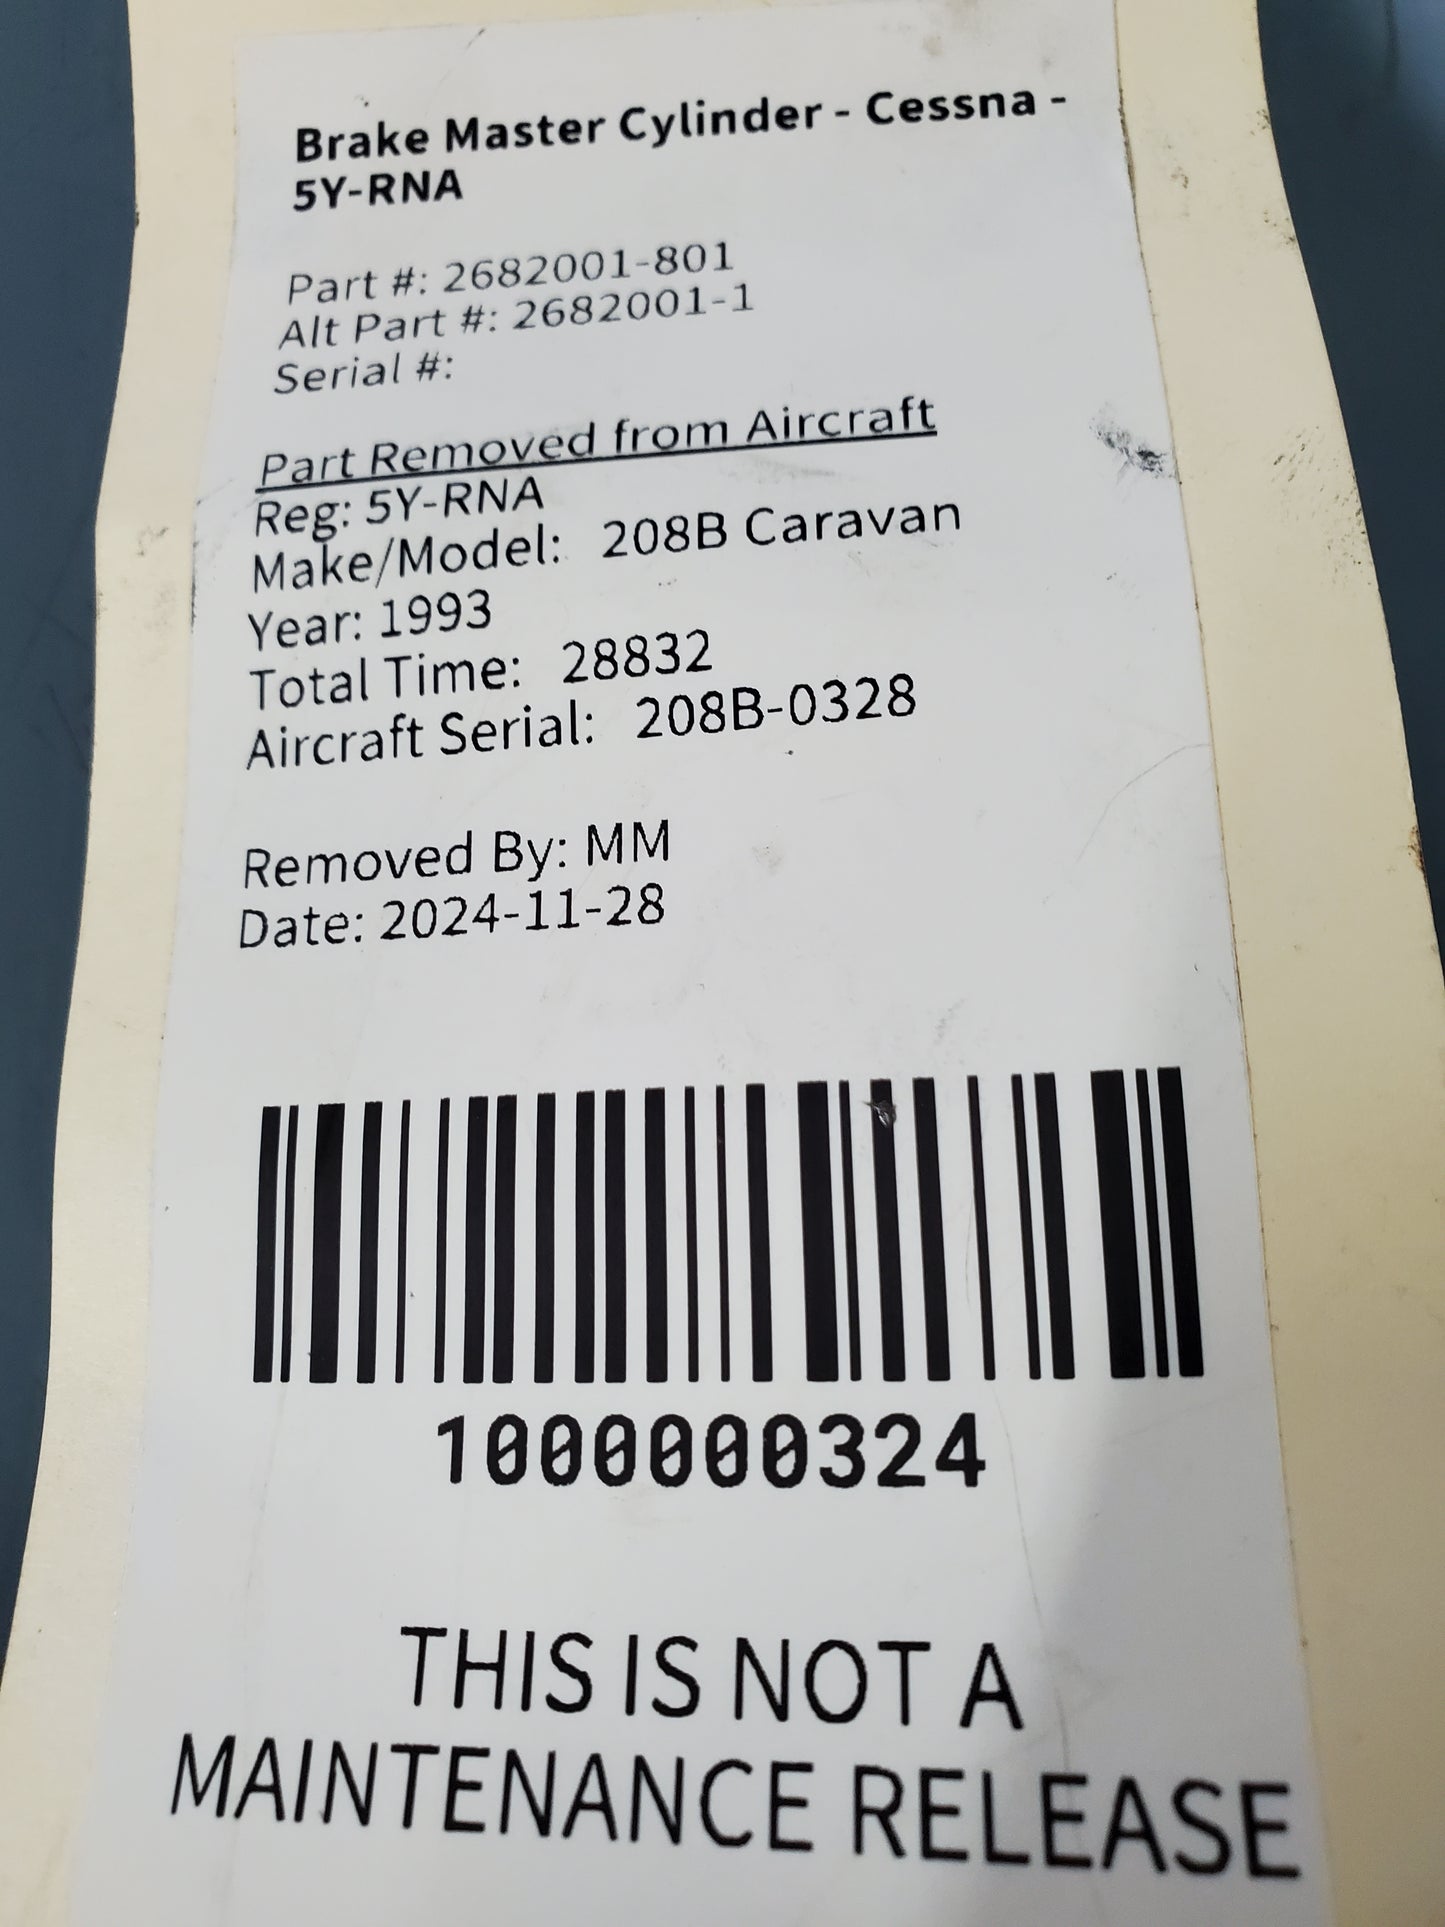 Brake Master Cylinder - Cessna -
5Y-RNA
Part #: 2682001-801
Alt Part #: 2682001-1
Serial #:
Part Removed from Aircraft
Reg: 5Y-RNA
Make/Model: 208B Caravan
Year: 1993
Total Time: 28832
Aircraft Serial: 208B-0328
Removed By: MM
Date: 2024-11-28
1000000324
THIS IS NOT A
MAINTENANCE RELEASE